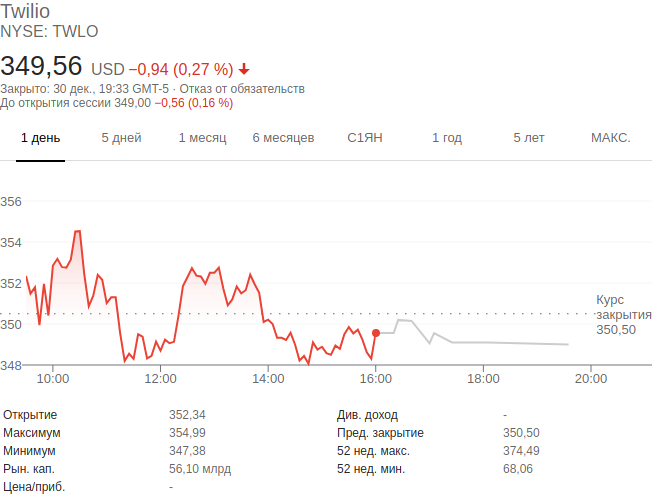 Twilio
NYSE: TWLO
349,56 USD −0,94 (0,27 %)
Закрыто: 30 дек., 19:33 GMT-5 · Отказ от обязательств
До открытия сессии 349,00 −0,56 (0,16 %)
1 день 5 дней 1 месяц 6 месяцев С1ЯН 1 год 5 лет МАКС.
356
354
352
350
348
Курс
закрытия
350,50
10:00 12:00 14:00 16:00 18:00 20:00
Открытие 352,34 Див. доход -
Максимум 354,99 Пред. закрытие 350,50
Минимум 347,38 52 нед. макс. 374,49
Рын. кап. 56,10 млрд 52 нед. мин. 68,06
Цена/приб. -